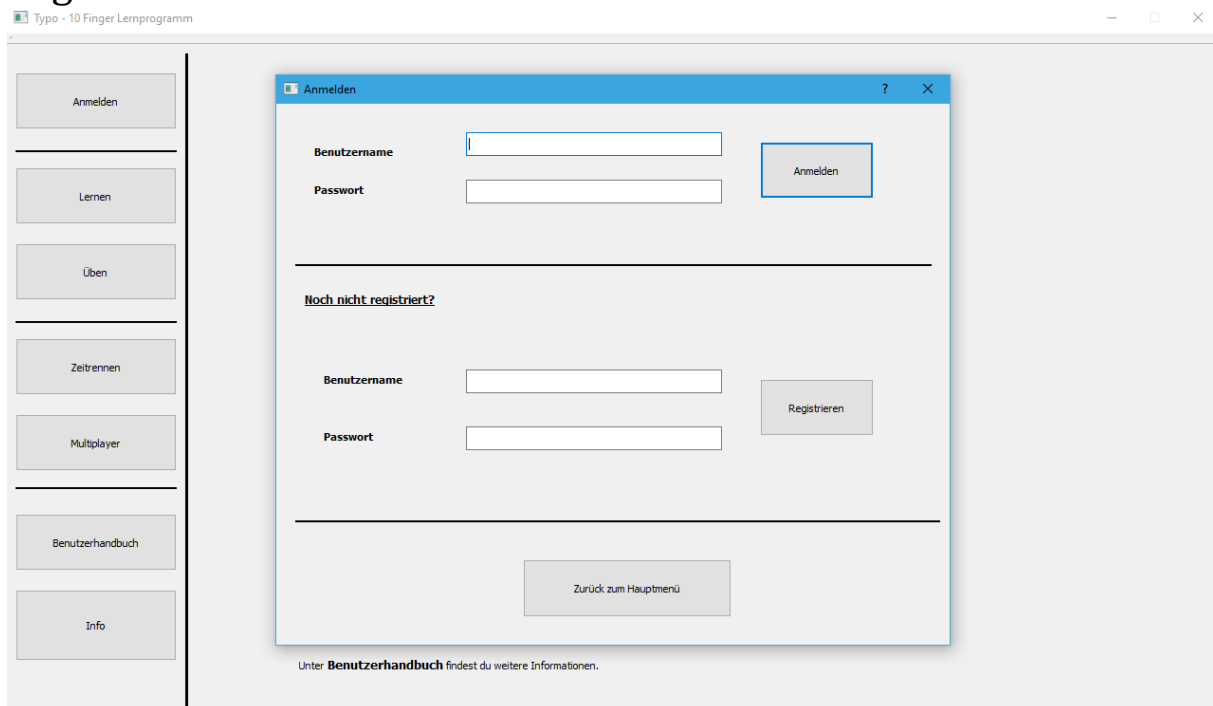 Typo - 10 Finger Lernprogramm
Anmelden
Lernen
Üben
Zeitrennen
Multiplayer
Benutzerhandbuch
Info
Anmelden
?
Benutzername
Passwort
Anmelden
Noch nicht registriert?
Benutzername
Passwort
Registrieren
Zurück zum Hauptmenü
Unter Benutzerhandbuch findest du weitere Informationen.